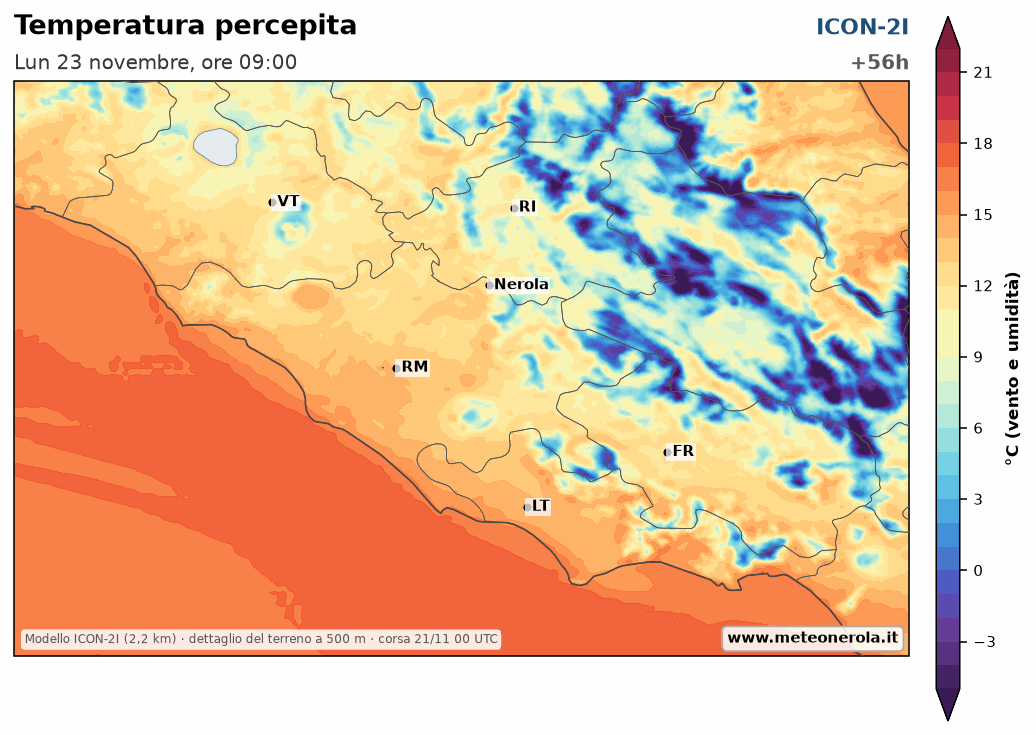 Temperatura percepita
ICON-2I
Lun 23 novembre, ore 09:00
+56h
21
18
15
12
9
6
3
0
−3
°C (vento e umidità)
VT
RI
Nerola
RM
FR
LT
Modello ICON-2I (2,2 km) · dettaglio del terreno a 500 m · corsa 21/11 00 UTC
www.meteonerola.it